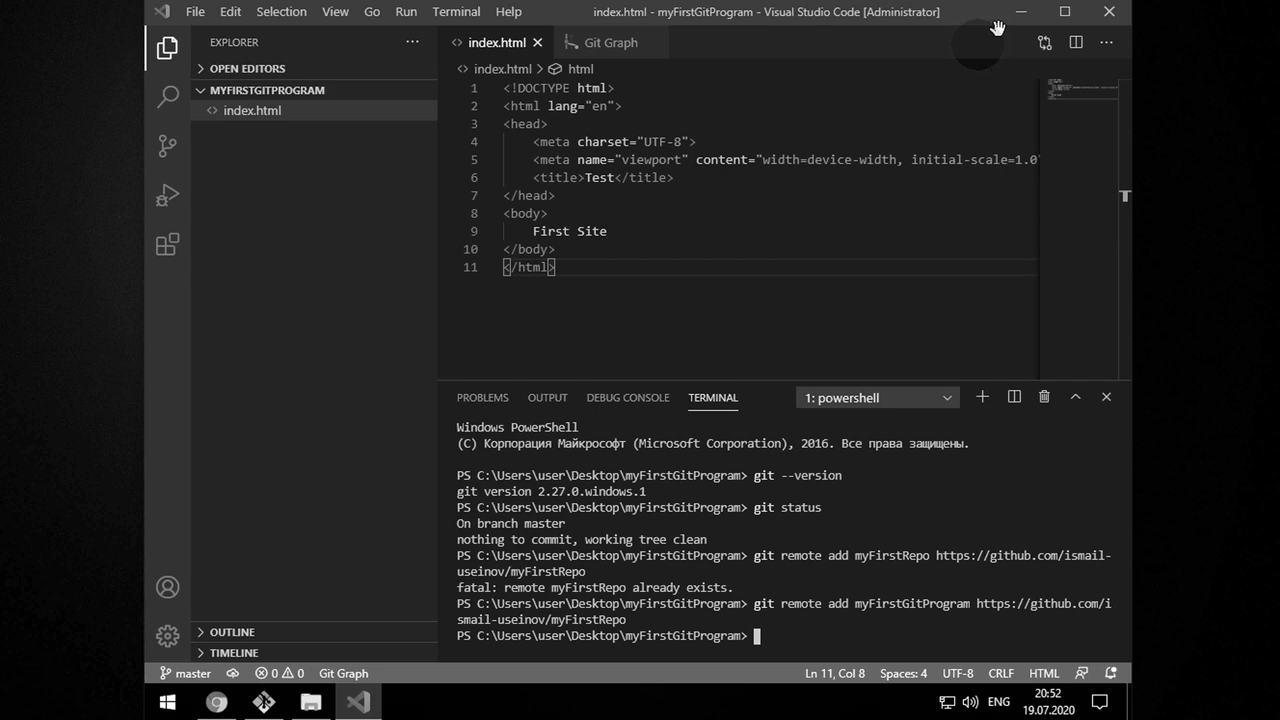 File Edit Selection View Go Run Terminal Help index.html - myFirstGitProgram - Visual Studio Code [Administrator]
EXPLORER
OPEN EDITORS
MYFIRSTGITPROGRAM
index.html
OUTLINE
TIMELINE
index.html Git Graph
index.html > html
1 <!DOCTYPE html>
2 <html lang="en">
3 <head>
4 <meta charset="UTF-8">
5 <meta name="viewport" content="width=device-width, initial-scale=1.0"
6 <title>Test</title>
7 </head>
8 <body>
9 First Site
10 </body>
11 </html>
PROBLEMS OUTPUT DEBUG CONSOLE TERMINAL 1: powershell
Windows PowerShell
(C) Корпорация Майкрософт (Microsoft Corporation), 2016. Все права защищены.
PS C:\Users\user\Desktop\myFirstGitProgram> git --version
git version 2.27.0.windows.1
PS C:\Users\user\Desktop\myFirstGitProgram> git status
On branch master
nothing to commit, working tree clean
PS C:\Users\user\Desktop\myFirstGitProgram> git remote add myFirstRepo https://github.com/ismail-
useinov/myFirstRepo
fatal: remote myFirstRepo already exists.
PS C:\Users\user\Desktop\myFirstGitProgram> git remote add myFirstGitProgram https://github.com/i
smail-useinov/myFirstRepo
PS C:\Users\user\Desktop\myFirstGitProgram>
master 0 0 Git Graph Ln 11, Col 8 Spaces: 4 UTF-8 CRLF HTML
ENG 20:52
19.07.2020